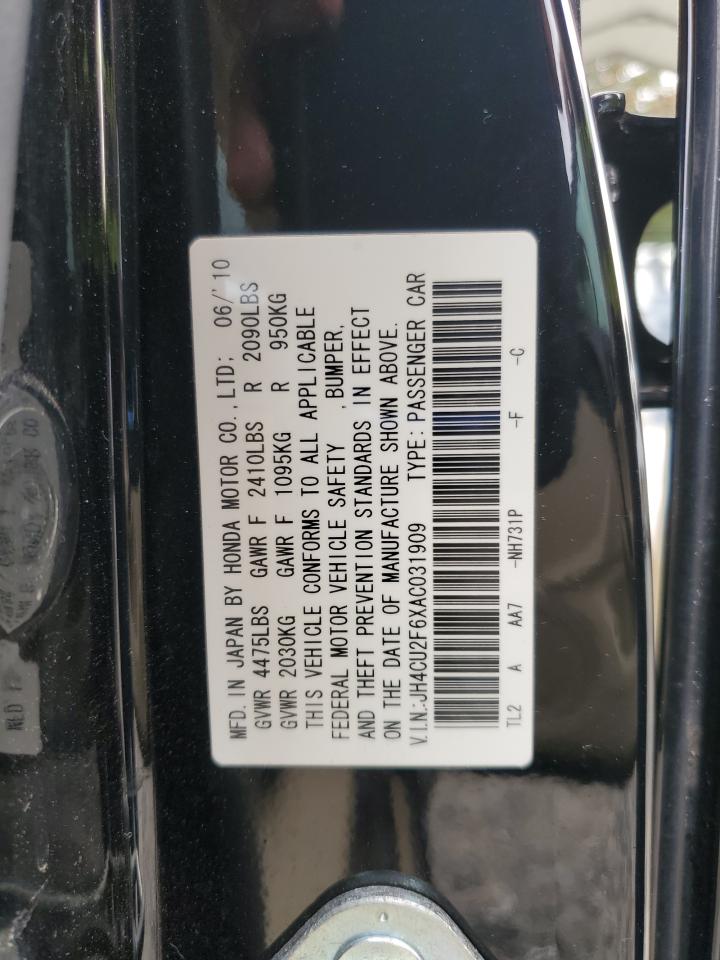 MFD. IN JAPAN BY HONDA MOTOR CO., LTD; 06/'10
GVWR 4475LBS GAWR F 2410LBS R 2090LBS
GVWR 2030KG GAWR F 1095KG R 950KG
THIS VEHICLE CONFORMS TO ALL APPLICABLE
FEDERAL MOTOR VEHICLE SAFETY , BUMPER,
AND THEFT PREVENTION STANDARDS IN EFFECT
ON THE DATE OF MANUFACTURE SHOWN ABOVE.
V.I.N.:JH4CU2F6XAC031909 TYPE: PASSENGER CAR
TL2 A AA7 -NH731P -F -C